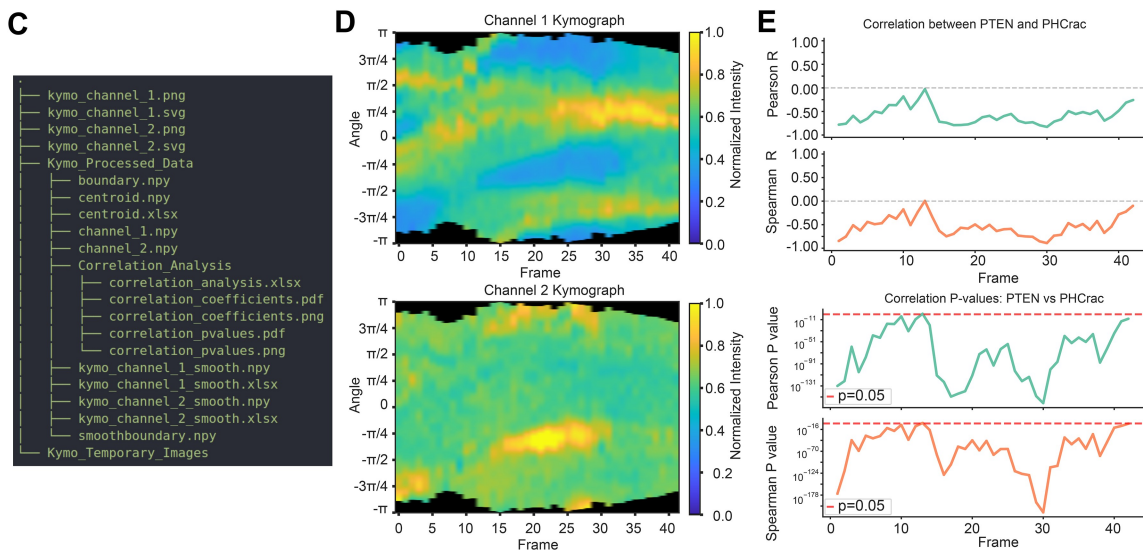 C
.
├── kymo_channel_1.png
├── kymo_channel_1.svg
├── kymo_channel_2.png
├── kymo_channel_2.svg
├── Kymo_Processed_Data
│   ├── boundary.npy
│   ├── centroid.npy
│   ├── centroid.xlsx
│   ├── channel_1.npy
│   ├── channel_2.npy
│   ├── Correlation_Analysis
│   │   ├── correlation_analysis.xlsx
│   │   ├── correlation_coefficients.pdf
│   │   ├── correlation_coefficients.png
│   │   ├── correlation_pvalues.pdf
│   │   └── correlation_pvalues.png
│   ├── kymo_channel_1_smooth.npy
│   ├── kymo_channel_1_smooth.xlsx
│   ├── kymo_channel_2_smooth.npy
│   ├── kymo_channel_2_smooth.xlsx
│   └── smoothboundary.npy
└── Kymo_Temporary_Images
D
Channel 1 Kymograph
Angle
π
3π/4
π/2
π/4
0
-π/4
-π/2
-3π/4
-π
0 5 10 15 20 25 30 35 40
Frame
1.0
0.8
0.6
0.4
0.2
0.0
Normalized Intensity
Channel 2 Kymograph
Angle
π
3π/4
π/2
π/4
0
-π/4
-π/2
-3π/4
-π
0 5 10 15 20 25 30 35 40
Frame
1.0
0.8
0.6
0.4
0.2
0.0
Normalized Intensity
E
Correlation between PTEN and PHCrac
Pearson R
1.00
0.50
0.00
-0.50
-1.00
Spearman R
1.00
0.50
0.00
-0.50
-1.00
0 10 20 30 40
Frame
Correlation P-values: PTEN vs PHCrac
Pearson P value
10⁻¹¹
10⁻⁵¹
10⁻⁹¹
10⁻¹³¹
p=0.05
Spearman P value
10⁻¹⁶
10⁻⁷⁰
10⁻¹²⁴
10⁻¹⁷⁸
p=0.05
0 10 20 30 40
Frame